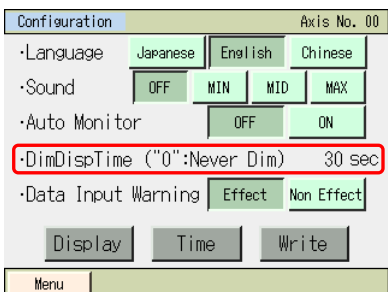 Configuration Axis No. 00
·Language Japanese English Chinese
·Sound OFF MIN MID MAX
·Auto Monitor OFF ON
·DimDispTime ("0":Never Dim) 30 sec
·Data Input Warning Effect Non Effect
Display Time Write
Menu